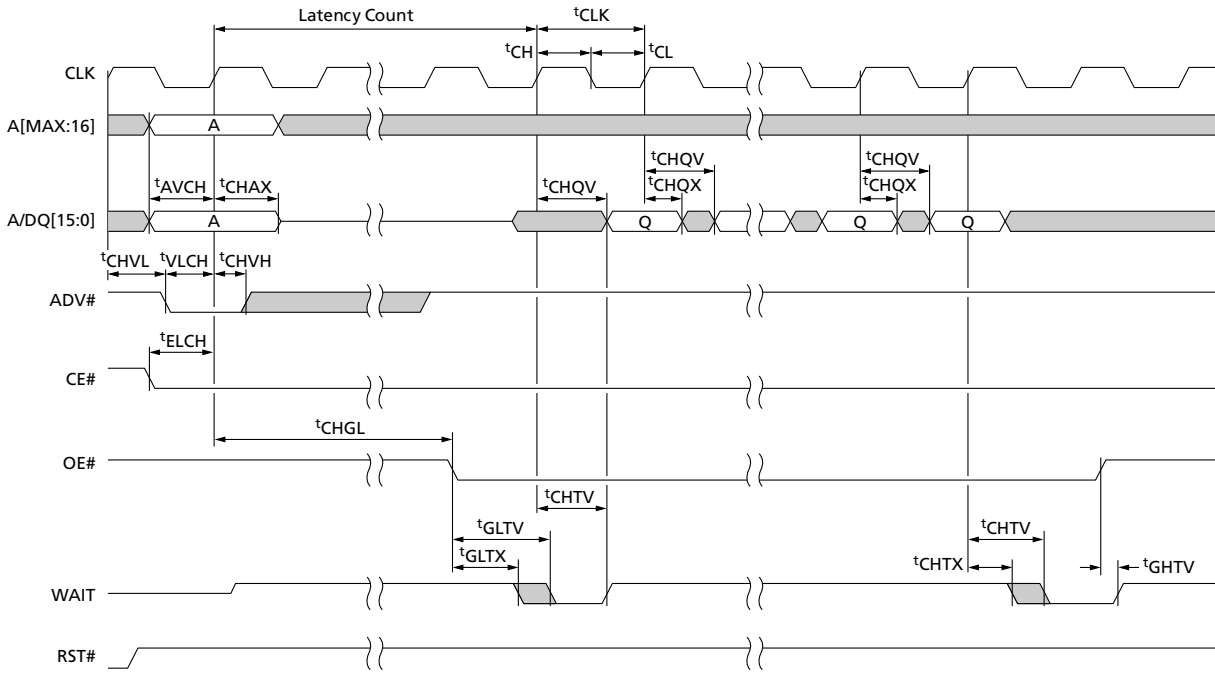 Latency Count
tCLK
tCH
tCL
CLK
A[MAX:16]
A
tCHQV
tCHQV
tAVCH
tCHAX
tCHQV
tCHQX
tCHQX
A/DQ[15:0]
A
Q
Q
Q
tCHVL
tVLCH
tCHVH
ADV#
tELCH
CE#
tCHGL
OE#
tCHTV
tGLTV
tCHTV
tGLTX
tCHTX
tGHTV
WAIT
RST#